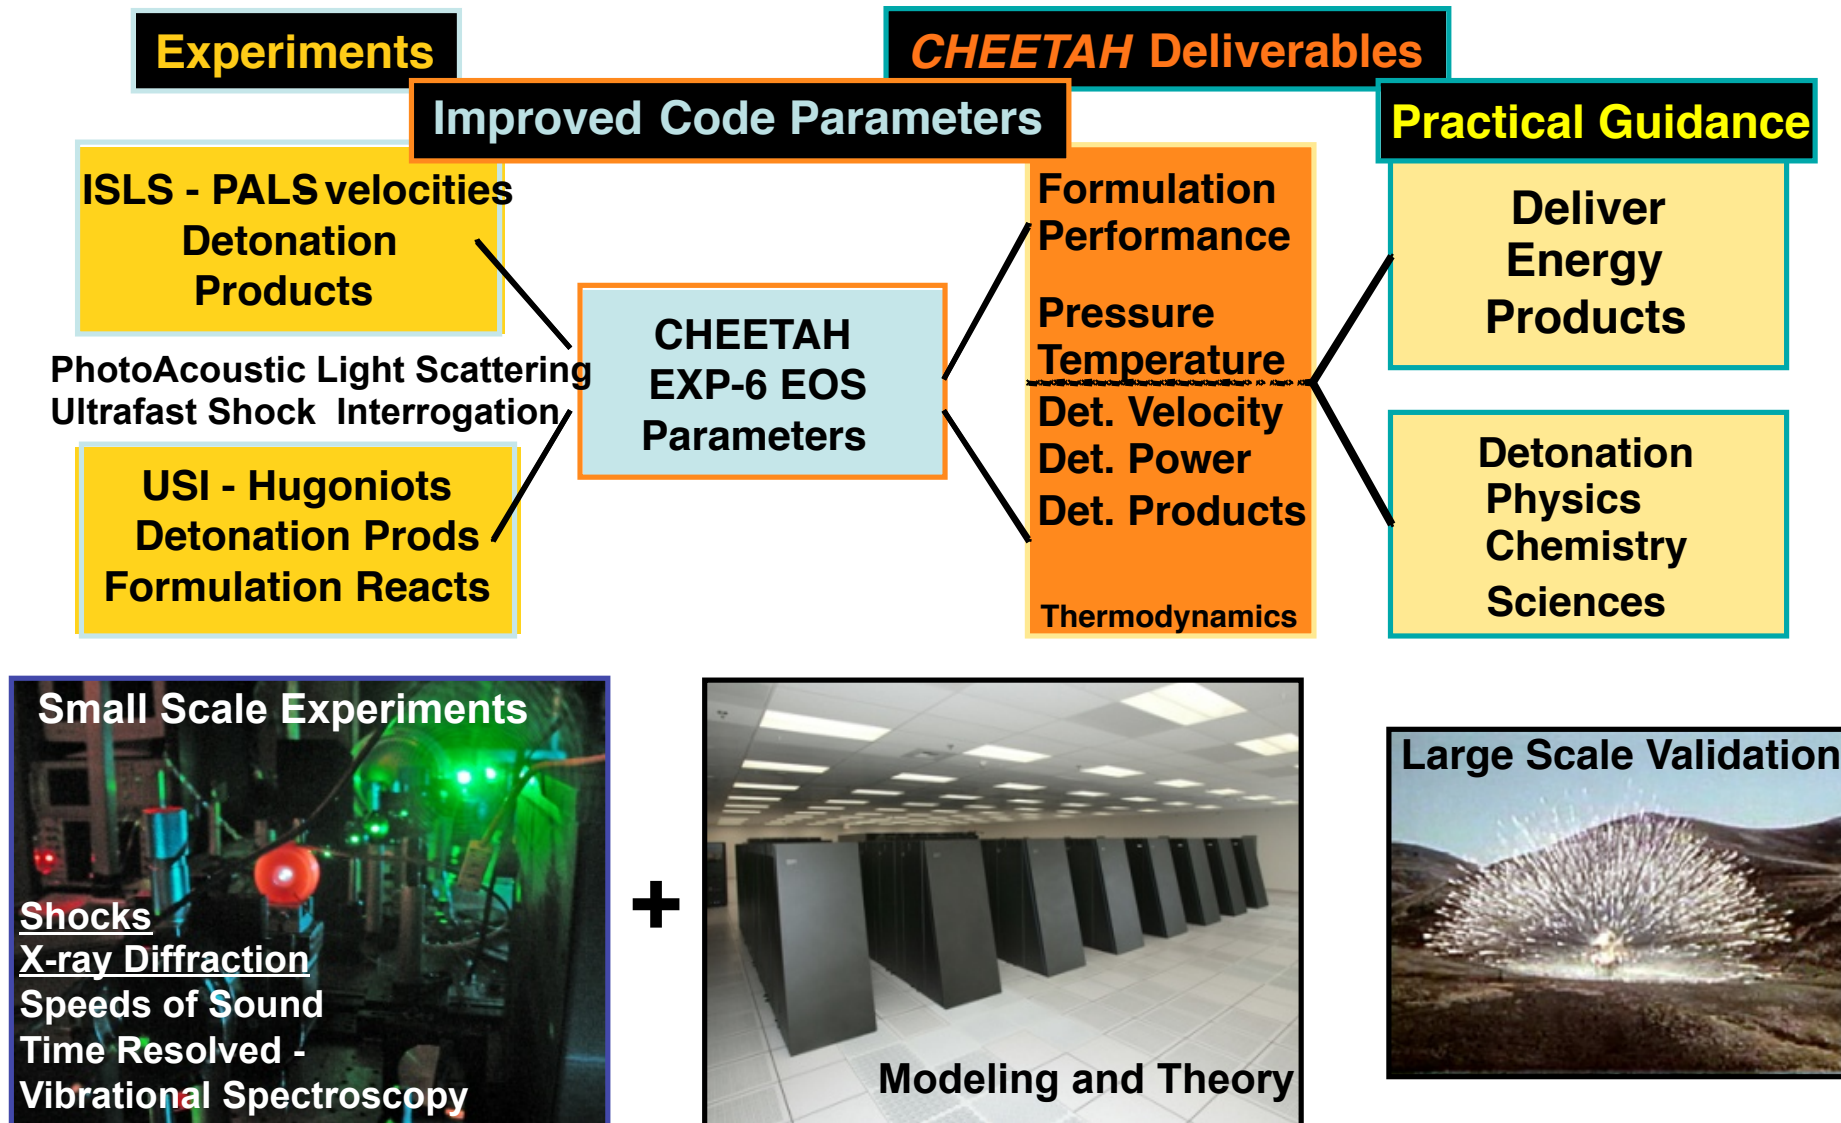 Experiments
CHEETAH Deliverables
Improved Code Parameters
Practical Guidance
ISLS - PALS velocities
Detonation
Products
PhotoAcoustic Light Scattering
Ultrafast Shock Interrogation
USI - Hugoniots
Detonation Prods
Formulation Reacts
CHEETAH
EXP-6 EOS
Parameters
Formulation
Performance
Pressure
Temperature
Det. Velocity
Det. Power
Det. Products
Thermodynamics
Deliver
Energy
Products
Detonation
Physics
Chemistry
Sciences
Small Scale Experiments
Shocks
X-ray Diffraction
Speeds of Sound
Time Resolved -
Vibrational Spectroscopy
+
Modeling and Theory
Large Scale Validation